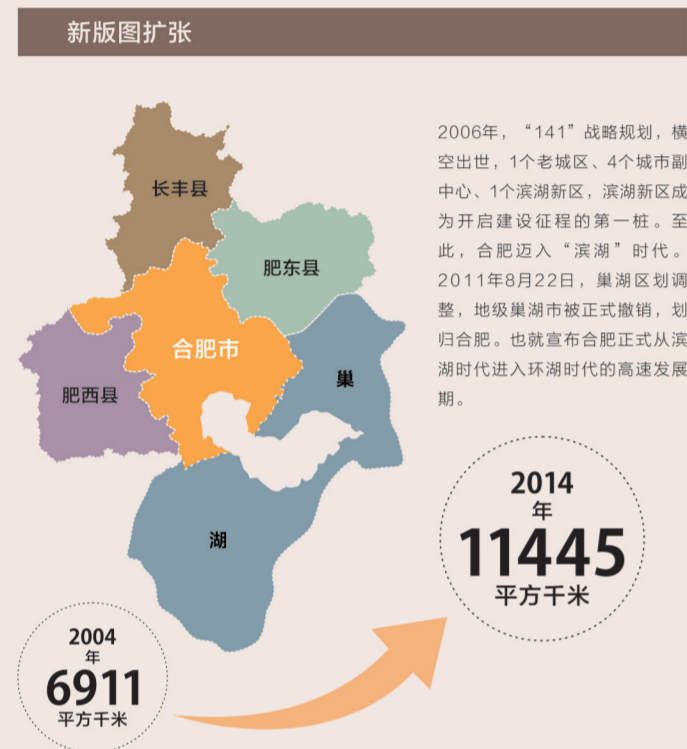 新版图扩张
2006年，“141”战略规划，横
空出世，1个老城区、4个城市副
中心、1个滨湖新区，滨湖新区成
为开启建设征程的第一桩。至
此，合肥迈入“滨湖”时代。
2011年8月22日，巢湖区划调
整，地级巢湖市被正式撤销，划
归合肥。也就宣布合肥正式从滨
湖时代进入环湖时代的高速发展
期。
长丰县
肥东县
合肥市
肥西县
巢
湖
2014
年
11445
平方千米
2004
年
6911
平方千米